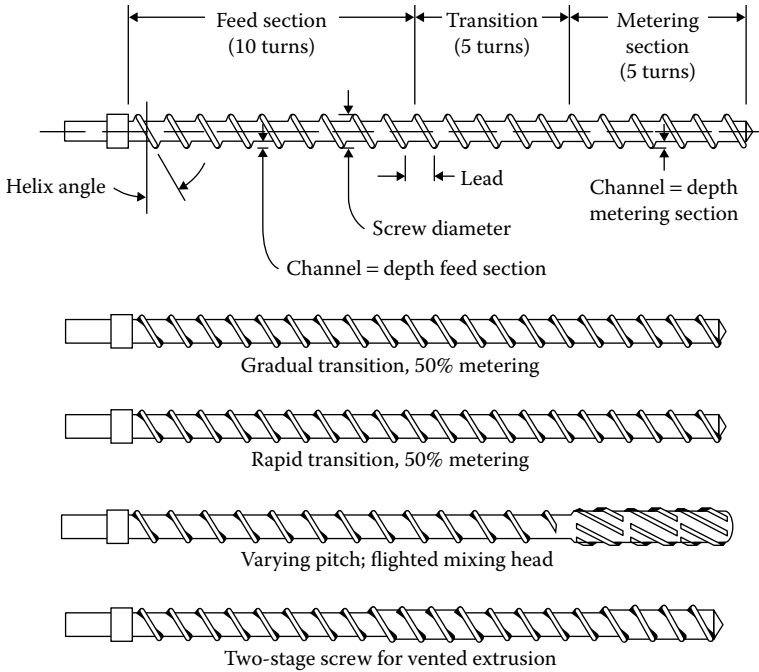 Feed section
(10 turns)
Transition
(5 turns)
Metering
section
(5 turns)
Helix angle
Lead
Channel = depth
metering section
Screw diameter
Channel = depth feed section
Gradual transition, 50% metering
Rapid transition, 50% metering
Varying pitch; flighted mixing head
Two-stage screw for vented extrusion